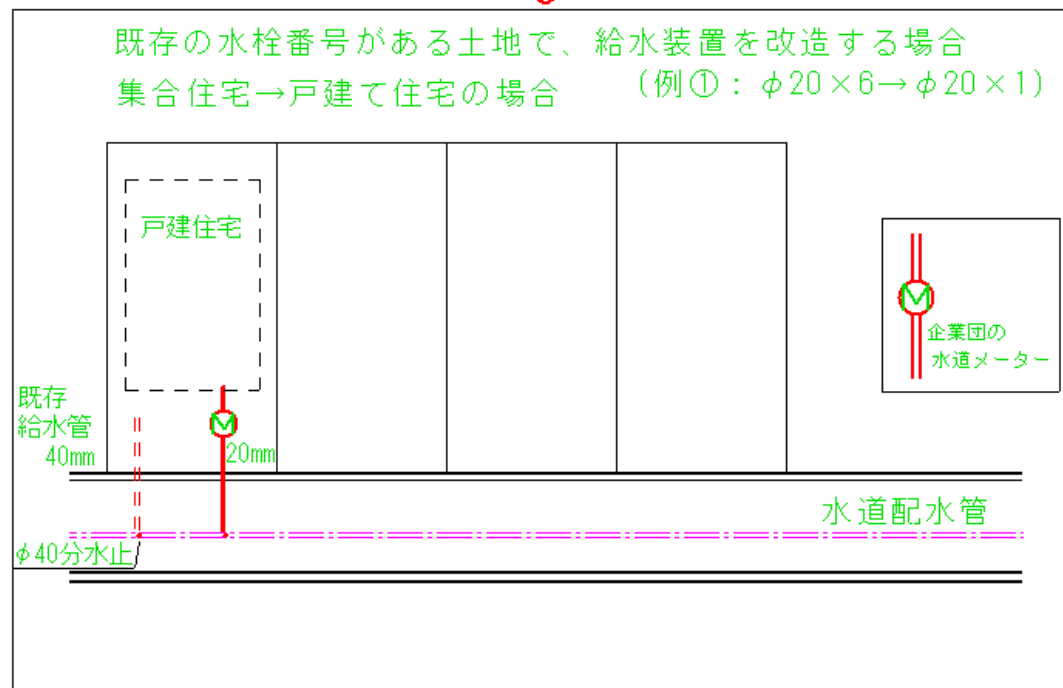 既存の水栓番号がある土地で、給水装置を改造する場合
集合住宅→戸建て住宅の場合 (例①：φ20×6→φ20×1)
戸建住宅
M
企業団の
水道メーター
既存
給水管
40mm
M
20mm
水道配水管
φ40分水止